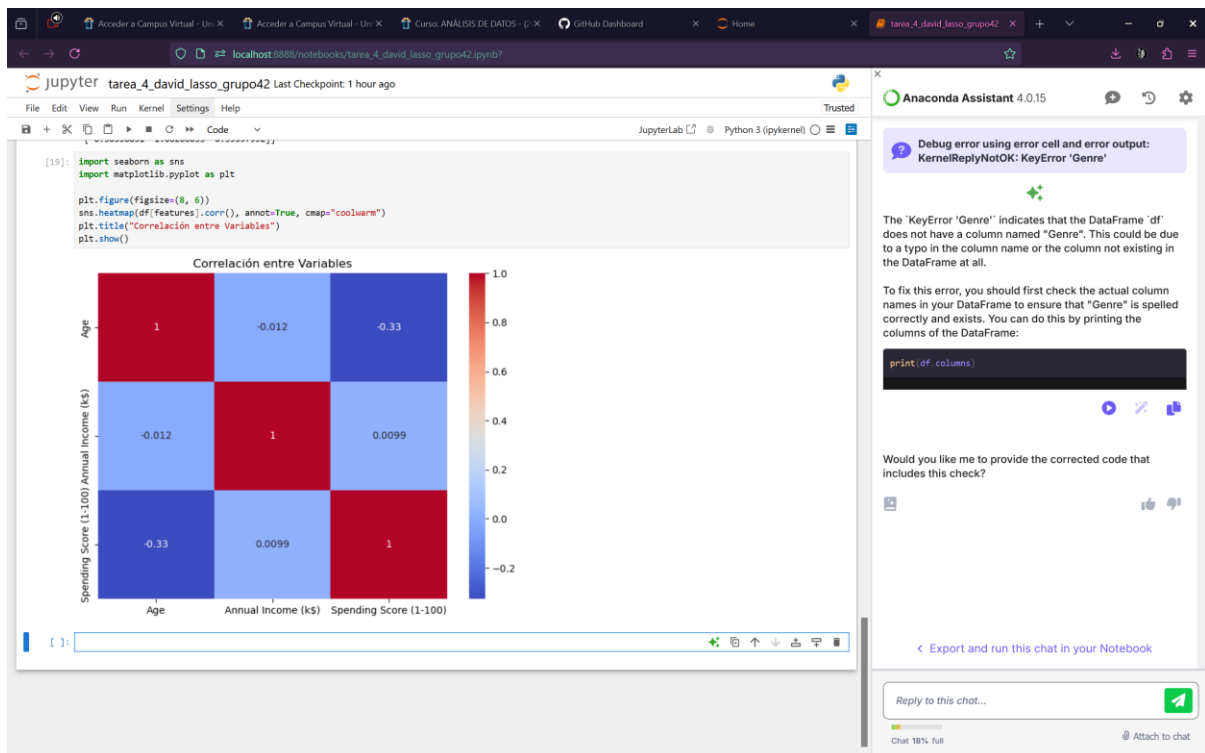 Acceder a Campus Virtual - Uni
Acceder a Campus Virtual - Uni
Curso: ANÁLISIS DE DATOS - (2
GitHub Dashboard
Home
tarea_4_david_lasso_grupo42
localhost:8888/notebooks/tarea_4_david_lasso_grupo42.ipynb?
jupyter tarea_4_david_lasso_grupo42 Last Checkpoint: 1 hour ago
File Edit View Run Kernel Settings Help
Trusted
Code
JupyterLab
Python 3 (ipykernel)
[19]:
import seaborn as sns
import matplotlib.pyplot as plt
plt.figure(figsize=(8, 6))
sns.heatmap(df[features].corr(), annot=True, cmap="coolwarm")
plt.title("Correlación entre Variables")
plt.show()
Correlación entre Variables
Age
1
-0.012
-0.33
Annual Income (k$)
-0.012
1
0.0099
Spending Score (1-100)
-0.33
0.0099
1
Age
Annual Income (k$)
Spending Score (1-100)
1.0
0.8
0.6
0.4
0.2
0.0
-0.2
[ ]:
Anaconda Assistant 4.0.15
Debug error using error cell and error output:
KernelReplyNotOK: KeyError 'Genre'
The `KeyError 'Genre'` indicates that the DataFrame `df`
does not have a column named "Genre". This could be due
to a typo in the column name or the column not existing in
the DataFrame at all.
To fix this error, you should first check the actual column
names in your DataFrame to ensure that "Genre" is spelled
correctly and exists. You can do this by printing the
columns of the DataFrame:
print(df.columns)
Would you like me to provide the corrected code that
includes this check?
< Export and run this chat in your Notebook
Reply to this chat...
Chat 18% full
Attach to chat